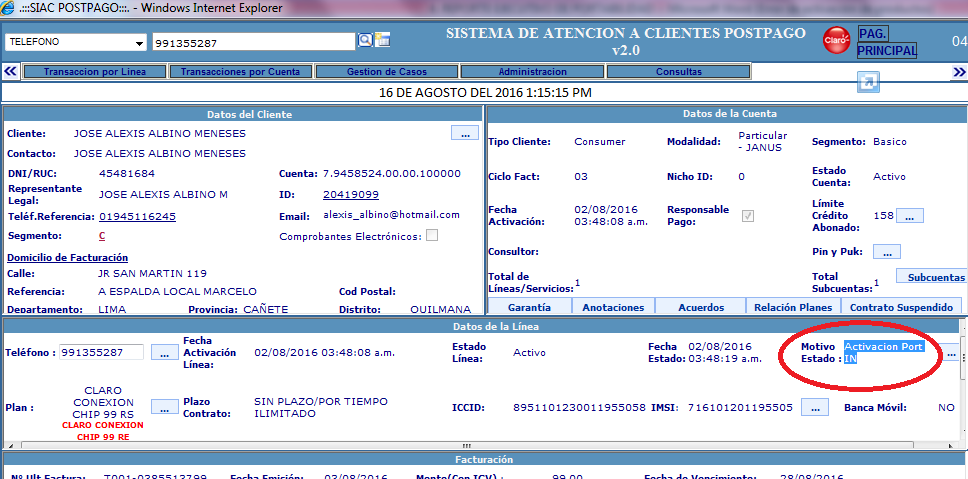 .:::SIAC POSTPAGO:::. - Windows Internet Explorer
TELEFONO 991355287 SISTEMA DE ATENCION A CLIENTES POSTPAGO v2.0 Claro PAG. PRINCIPAL 04
Transaccion por Linea Transacciones por Cuenta Gestion de Casos Administracion Consultas
16 DE AGOSTO DEL 2016 1:15:15 PM
Datos del Cliente
Cliente: JOSE ALEXIS ALBINO MENESES ...
Contacto: JOSE ALEXIS ALBINO MENESES
DNI/RUC: 45481684 Cuenta: 7.9458524.00.00.100000
Representante Legal: JOSE ALEXIS ALBINO M ID: 20419099
Teléf.Referencia: 01945116245 Email: alexis_albino@hotmail.com
Segmento: C Comprobantes Electrónicos:
Domicilio de Facturación
Calle: JR SAN MARTIN 119
Referencia: A ESPALDA LOCAL MARCELO Cod Postal:
Departamento: LIMA Provincia: CAÑETE Distrito: QUILMANA
Datos de la Cuenta
Tipo Cliente: Consumer Modalidad: Particular - JANUS Segmento: Basico
Ciclo Fact: 03 Nicho ID: 0 Estado Cuenta: Activo
Fecha Activación: 02/08/2016 03:48:08 a.m. Responsable Pago: Límite Crédito Abonado: 158 ...
Consultor: Pin y Puk: ...
Total de Líneas/Servicios: 1 Total Subcuentas: 1 Subcuentas
Garantía Anotaciones Acuerdos Relación Planes Contrato Suspendido
Datos de la Línea
Teléfono : 991355287 ... Fecha Activación Línea: 02/08/2016 03:48:08 a.m. Estado Línea: Activo Fecha Estado: 02/08/2016 03:48:19 a.m. Motivo Estado : Activacion Port IN ...
Plan : CLARO CONEXION CHIP 99 RS ... Plazo Contrato: SIN PLAZO/POR TIEMPO ILIMITADO ICCID: 8951101230011955058 IMSI: 716101201195505 ... Banca Móvil: NO
CLARO CONEXION
CHIP 99 RE
Facturación
Nº Ult Factura: T001-0385513799 Fecha Emisión: 03/08/2016 Monto(Con IGV) : 99.00 Fecha de Vencimiento: 28/08/2016